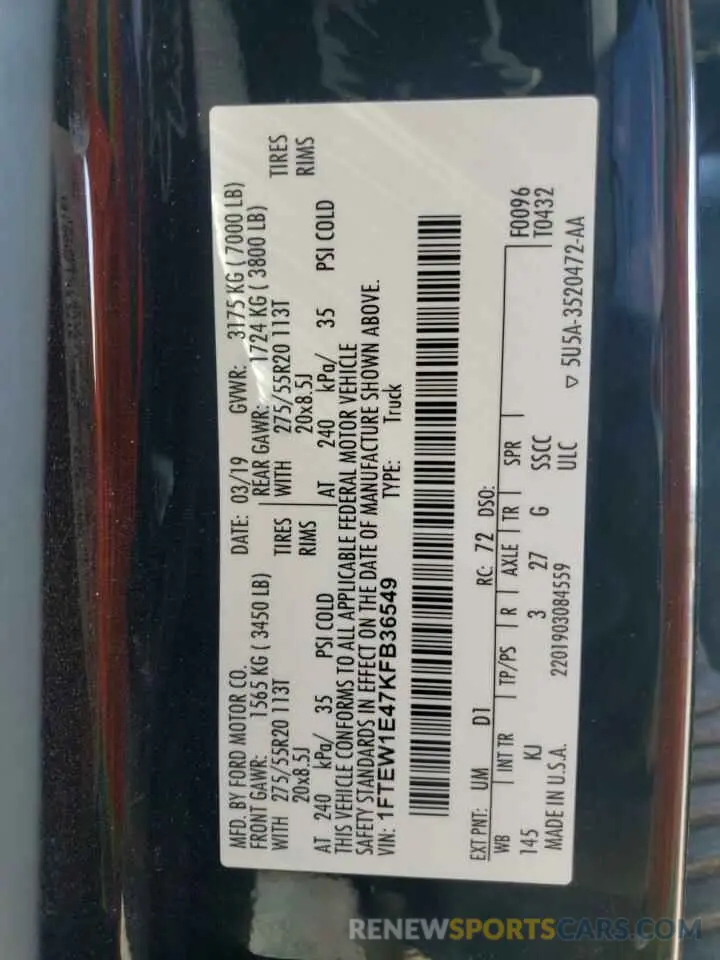 MFD. BY FORD MOTOR CO.
DATE: 03/19 GVWR: 3175 KG ( 7000 LB)
FRONT GAWR: 1565 KG ( 3450 LB) REAR GAWR: 1724 KG ( 3800 LB)
WITH 275/55R20 113T TIRES WITH 275/55R20 113T TIRES
20x8.5J RIMS 20x8.5J RIMS
AT 240 kPa/ 35 PSI COLD AT 240 kPa/ 35 PSI COLD
THIS VEHICLE CONFORMS TO ALL APPLICABLE FEDERAL MOTOR VEHICLE
SAFETY STANDARDS IN EFFECT ON THE DATE OF MANUFACTURE SHOWN ABOVE.
VIN: 1FTEW1E47KFB36549 TYPE: Truck
EXT PNT: UM D1 RC: 72 DSO: F0096
WB INT TR TP/PS R AXLE TR SPR T0432
145 KJ 3 27 G SSCC
MADE IN U.S.A. 2201903084559 ULC ▽ 5U5A-3520472-AA
RENEWSPORTSCARS.COM